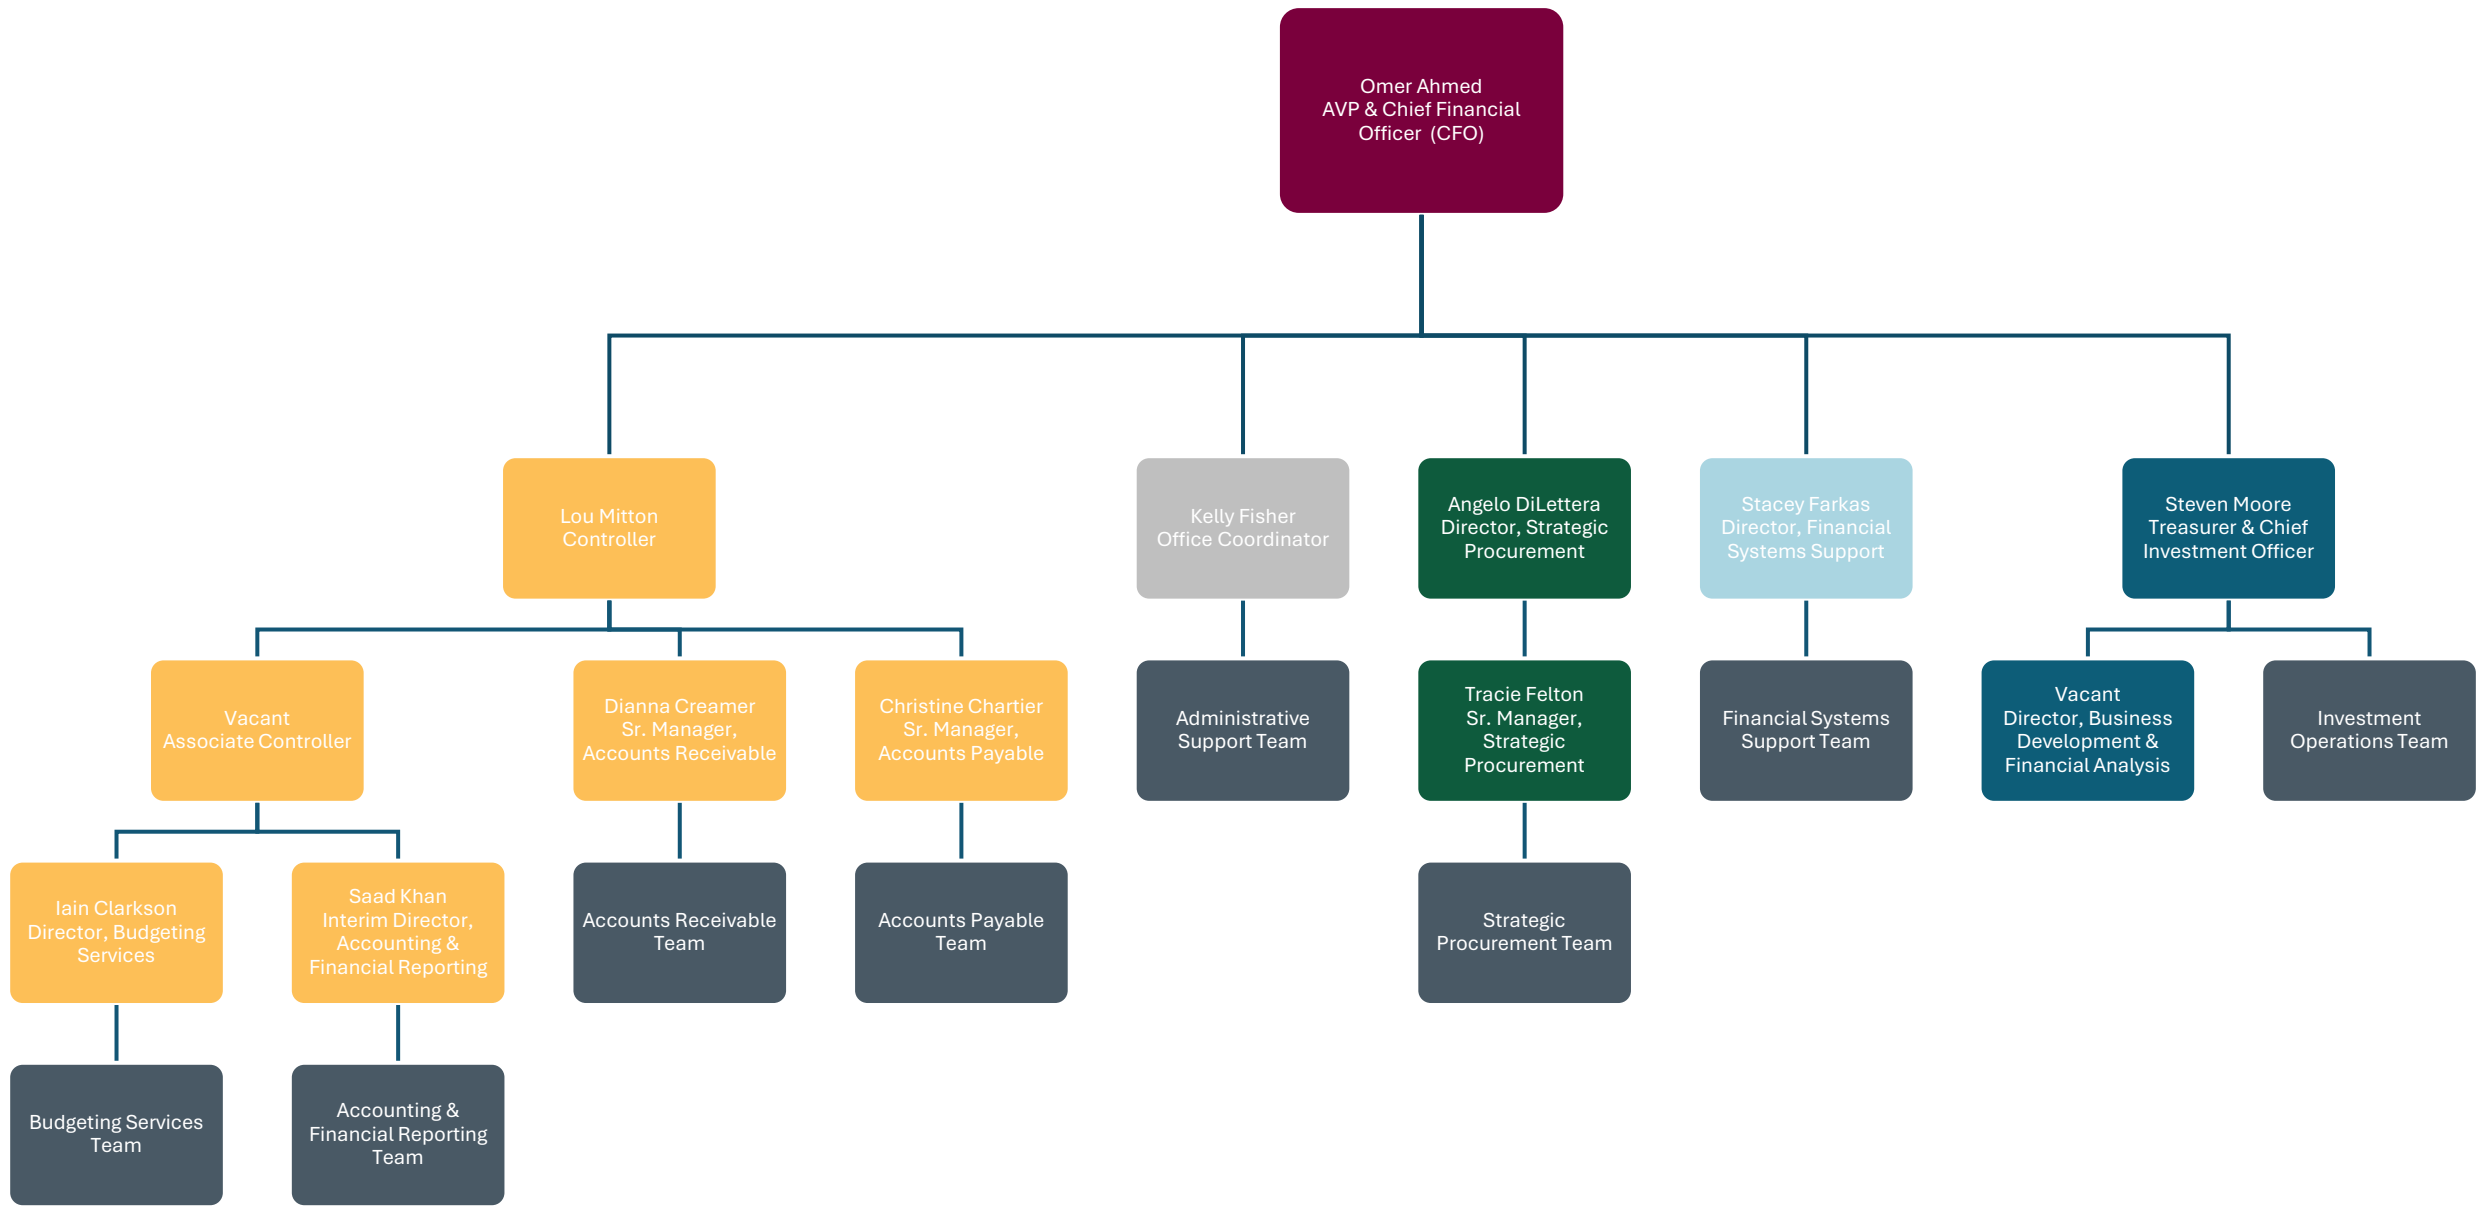 Omer Ahmed
AVP & Chief Financial
Officer (CFO)
Lou Mitton
Controller
Kelly Fisher
Office Coordinator
Angelo DiLettera
Director, Strategic
Procurement
Stacey Farkas
Director, Financial
Systems Support
Steven Moore
Treasurer & Chief
Investment Officer
Vacant
Associate Controller
Dianna Creamer
Sr. Manager,
Accounts Receivable
Christine Chartier
Sr. Manager,
Accounts Payable
Administrative
Support Team
Tracie Felton
Sr. Manager,
Strategic
Procurement
Financial Systems
Support Team
Vacant
Director, Business
Development &
Financial Analysis
Investment
Operations Team
Iain Clarkson
Director, Budgeting
Services
Saad Khan
Interim Director,
Accounting &
Financial Reporting
Accounts Receivable
Team
Accounts Payable
Team
Strategic
Procurement Team
Budgeting Services
Team
Accounting &
Financial Reporting
Team